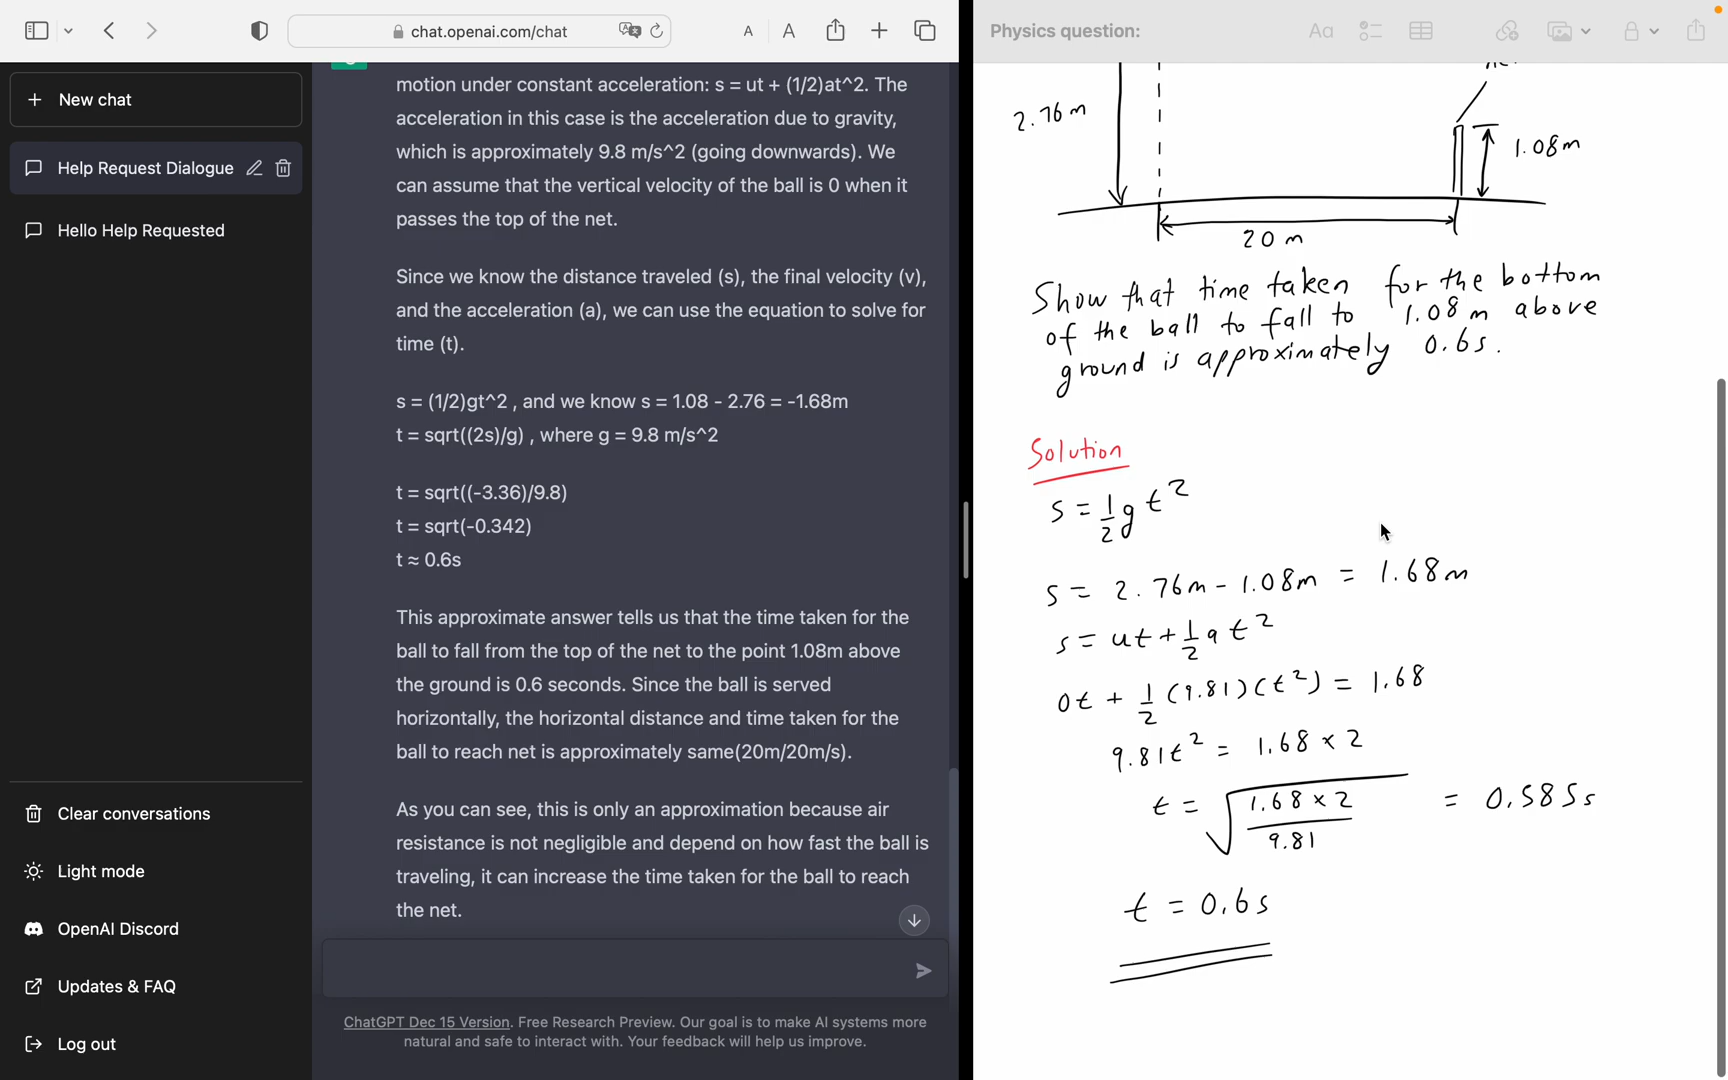 chat.openai.com/chat
A A
New chat
Help Request Dialogue
Hello Help Requested
Clear conversations
Light mode
OpenAI Discord
Updates & FAQ
Log out
motion under constant acceleration: s = ut + (1/2)at^2. The
acceleration in this case is the acceleration due to gravity,
which is approximately 9.8 m/s^2 (going downwards). We
can assume that the vertical velocity of the ball is 0 when it
passes the top of the net.
Since we know the distance traveled (s), the final velocity (v),
and the acceleration (a), we can use the equation to solve for
time (t).
s = (1/2)gt^2 , and we know s = 1.08 - 2.76 = -1.68m
t = sqrt((2s)/g) , where g = 9.8 m/s^2
t = sqrt((-3.36)/9.8)
t = sqrt(-0.342)
t ≈ 0.6s
This approximate answer tells us that the time taken for the
ball to fall from the top of the net to the point 1.08m above
the ground is 0.6 seconds. Since the ball is served
horizontally, the horizontal distance and time taken for the
ball to reach net is approximately same(20m/20m/s).
As you can see, this is only an approximation because air
resistance is not negligible and depend on how fast the ball is
traveling, it can increase the time taken for the ball to reach
the net.
ChatGPT Dec 15 Version. Free Research Preview. Our goal is to make AI systems more
natural and safe to interact with. Your feedback will help us improve.
Physics question:
Aa
2.76 m
1.08 m
20 m
Show that time taken for the bottom
of the ball to fall to 1.08 m above
ground is approximately 0.6s.
Solution
s = 1/2 g t²
s = 2.76m - 1.08m = 1.68m
s = ut + 1/2 a t²
0t + 1/2 (9.81)(t²) = 1.68
9.81t² = 1.68 × 2
t = √(1.68 × 2 / 9.81) = 0.585s
t = 0.6s